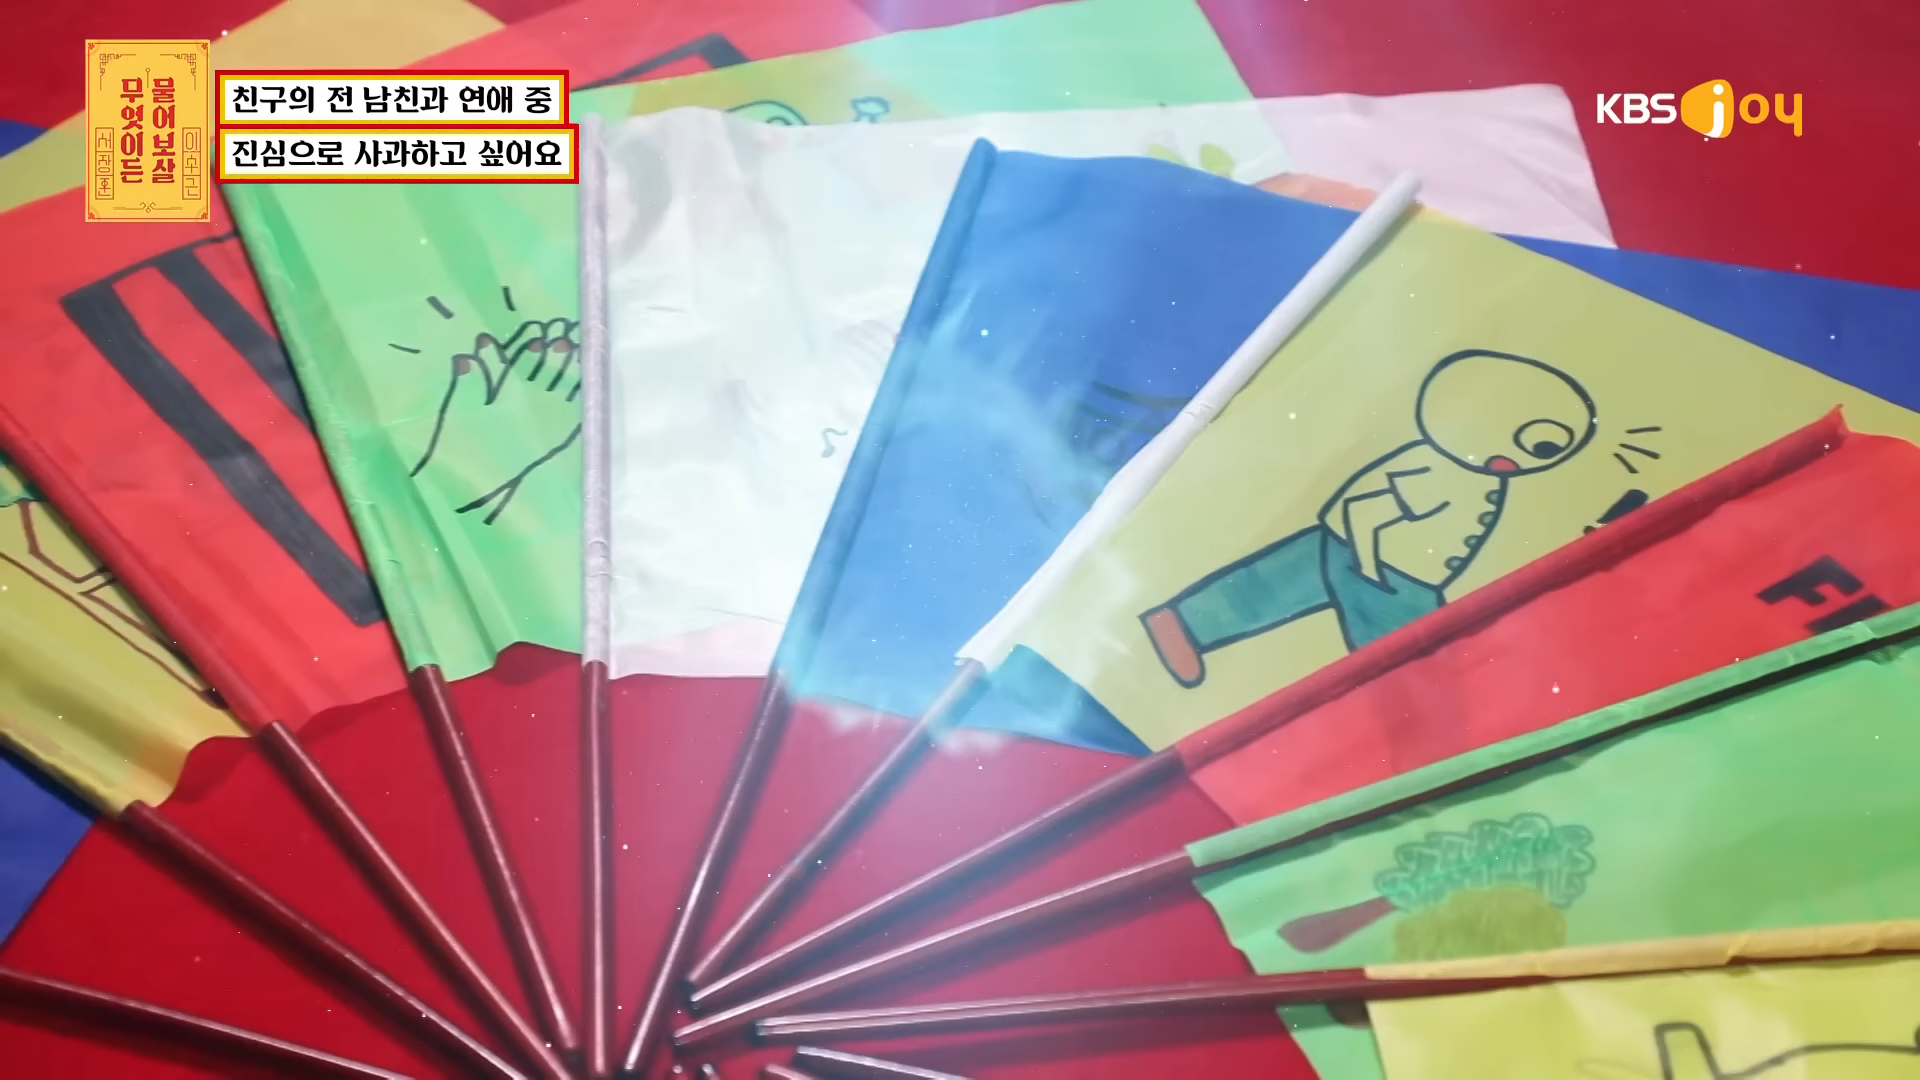 무엇이든
물어보살
서장훈
이수근
친구의 전 남친과 연애 중
진심으로 사과하고 싶어요
KBS joy